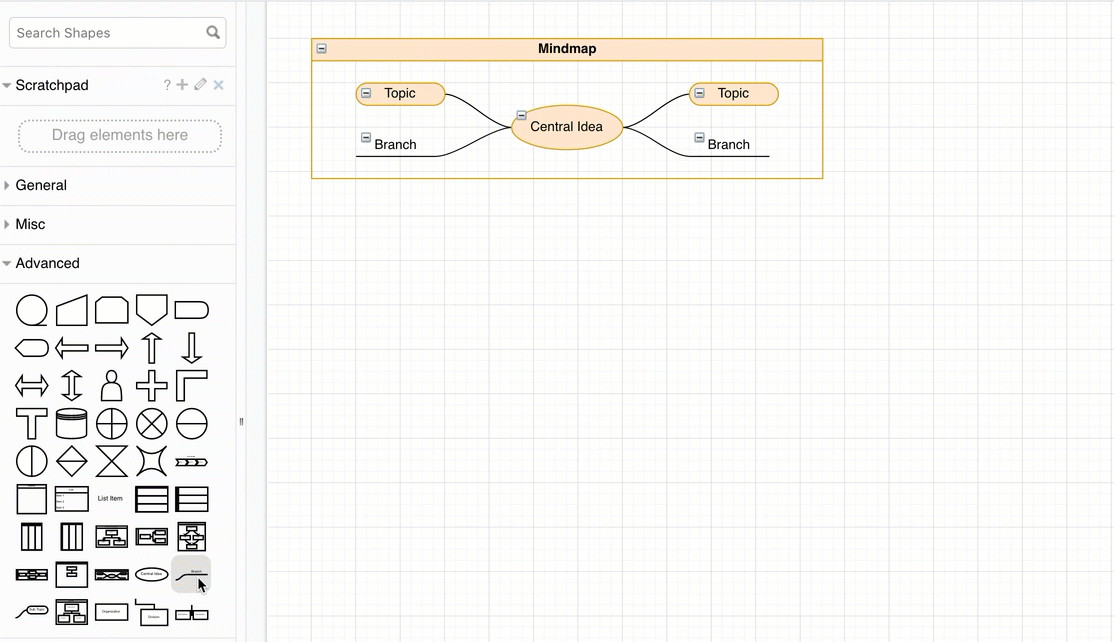 Search Shapes
Scratchpad
?
Drag elements here
General
Misc
Advanced
List Item
Central Idea
Branch
Sub Topic
Organization
Division
Mindmap
Topic
Topic
Central Idea
Branch
Branch